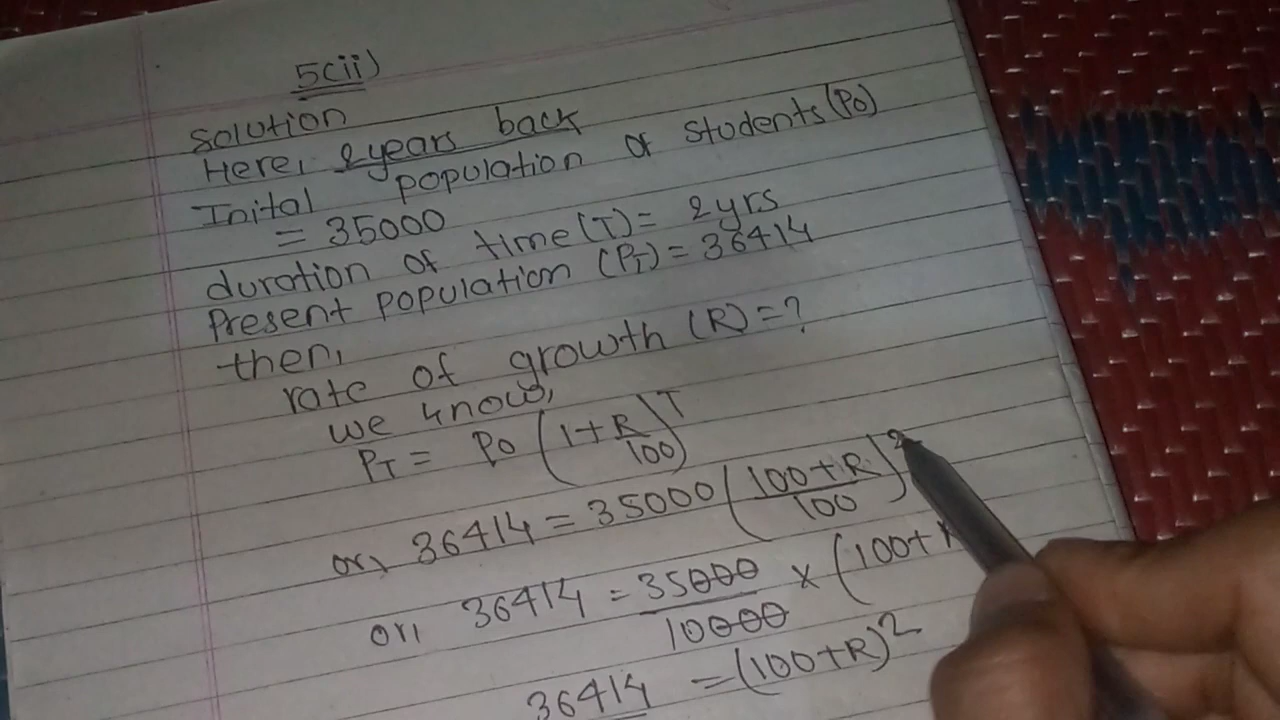 5(ii)
Solution
Here, 2years back
Inital population of students (Po)
= 35000
duration of time (T) = 2yrs
Present population (PT) = 36414
then,
rate of growth (R) = ?
we know,
PT = Po (1+R/100)^T
or, 36414 = 35000 (100+R/100)^2
or, 36414 = 35000/10000 × (100+
36414 = (100+R)^2